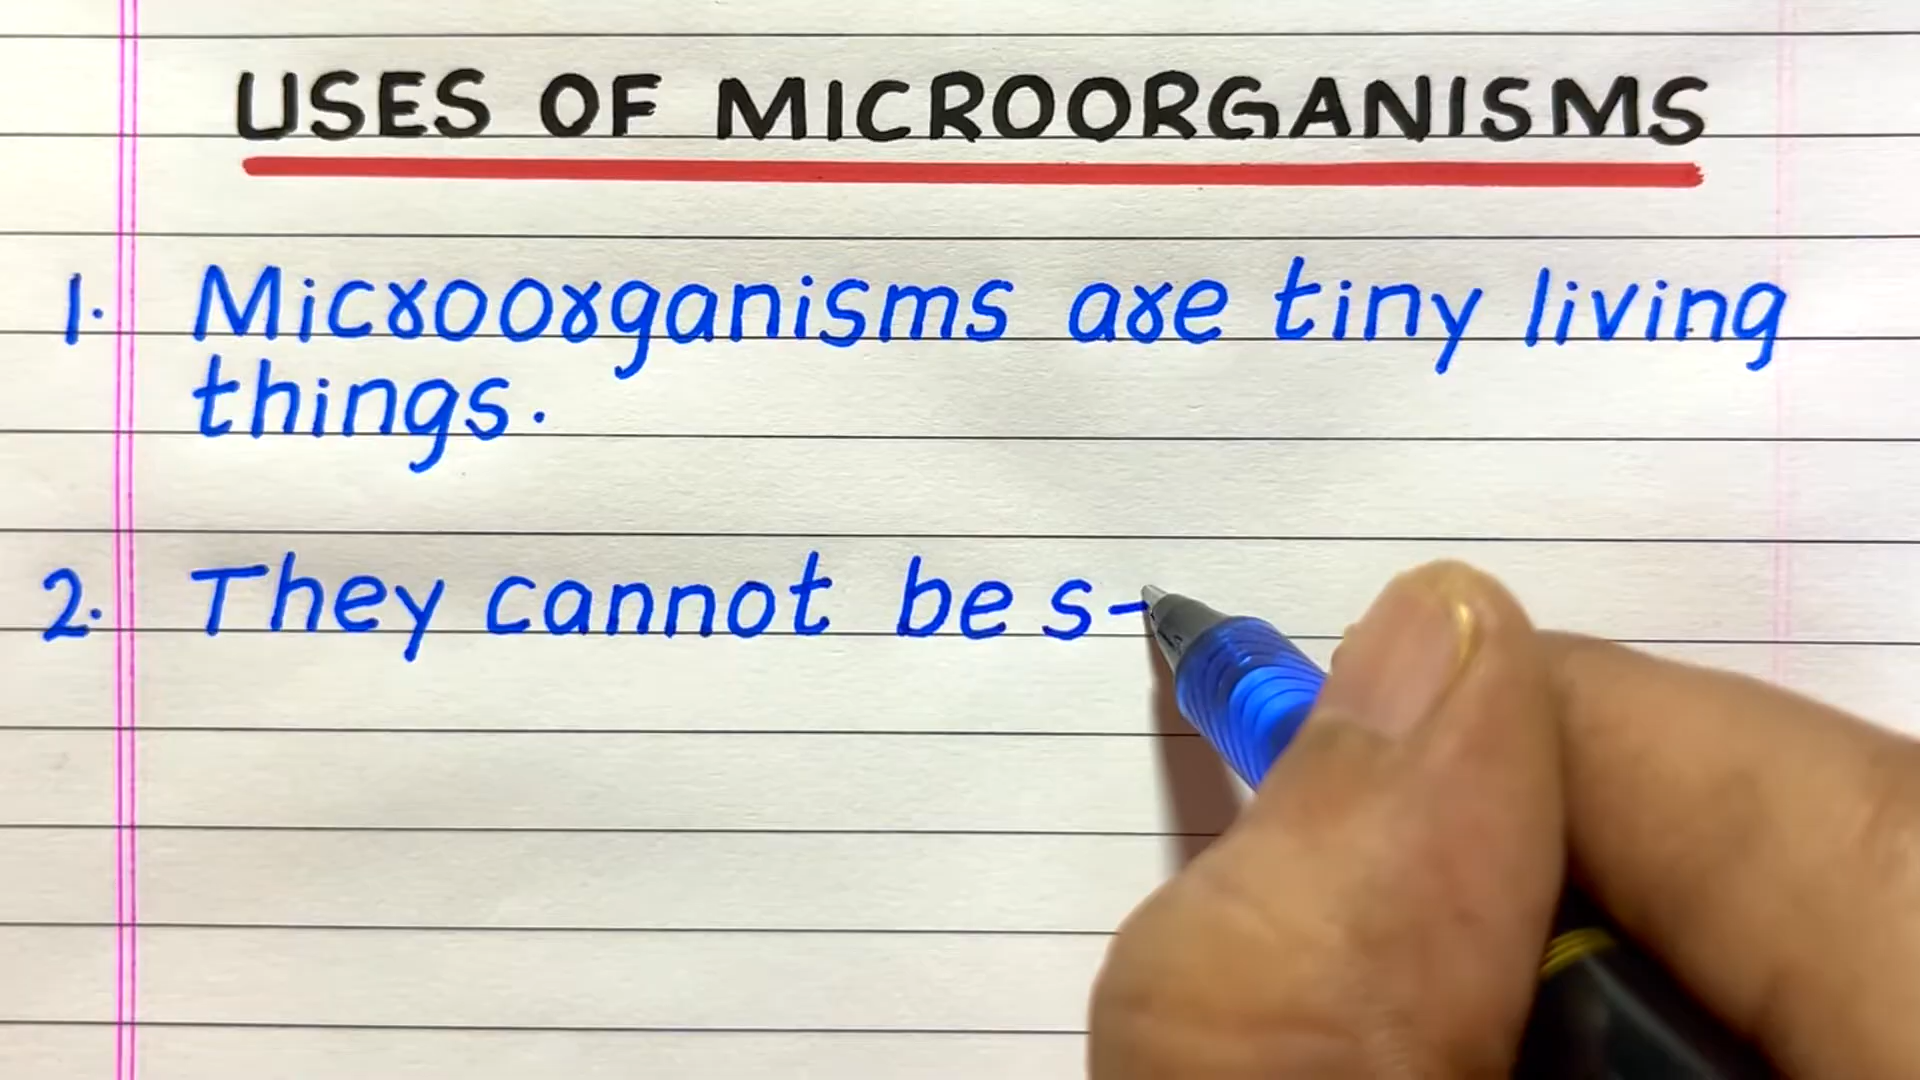 USES OF MICROORGANISMS
1. Microorganisms are tiny living
things.
2. They cannot be s-